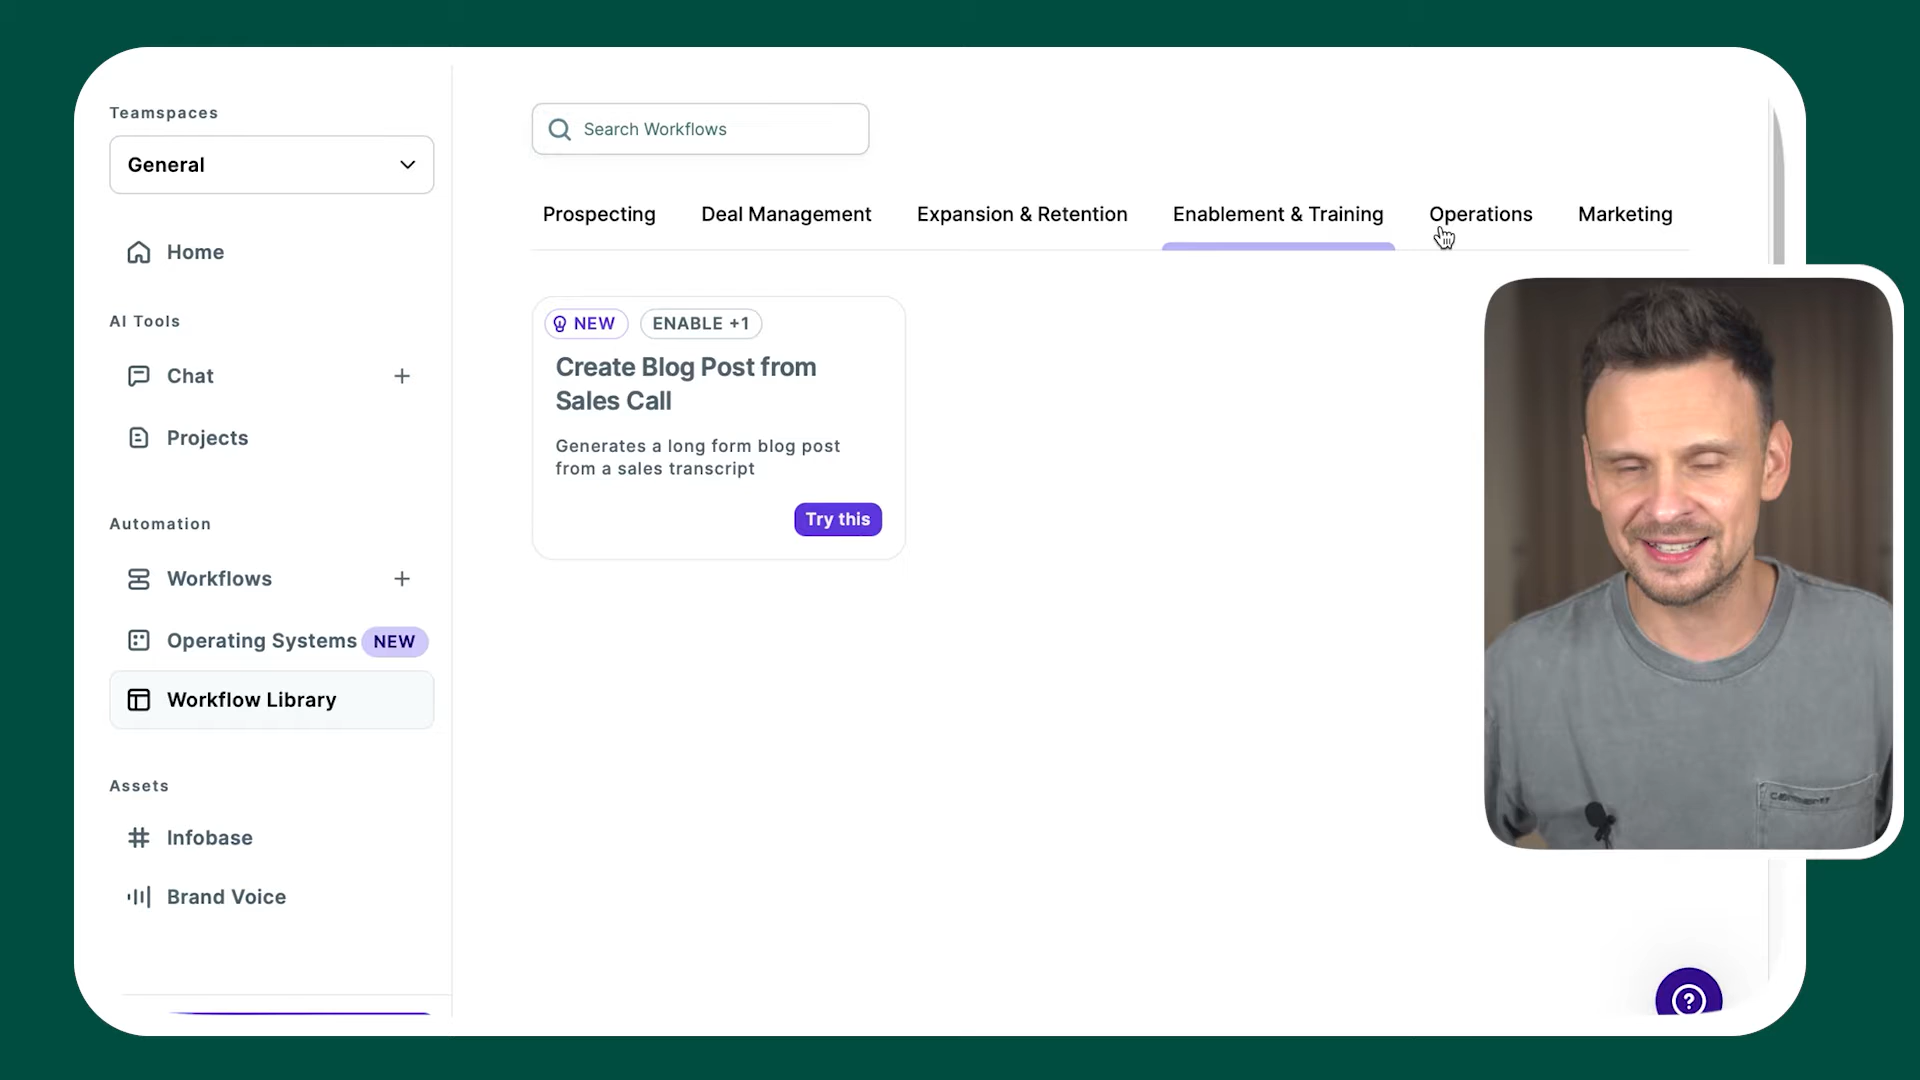 Teamspaces
General
Home
AI Tools
Chat
Projects
Automation
Workflows
Operating Systems NEW
Workflow Library
Assets
Infobase
Brand Voice
Search Workflows
Prospecting Deal Management Expansion & Retention Enablement & Training Operations Marketing
NEW ENABLE +1
Create Blog Post from
Sales Call
Generates a long form blog post
from a sales transcript
Try this